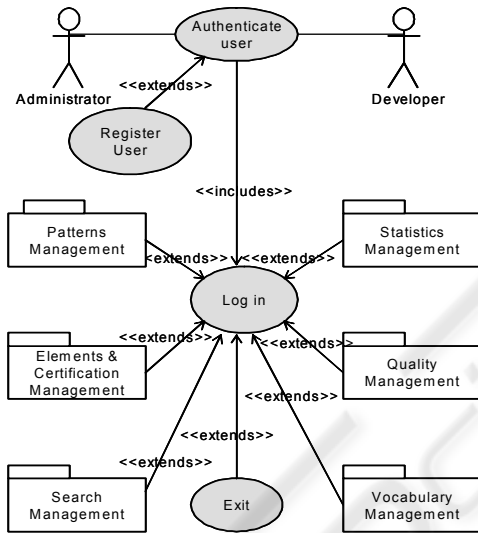 Authenticate
user
<<extends>>
Administrator
Developer
Register
User
<<includes>>
Patterns
Management
Statistics
Management
<<extends>>
<<extends>>
Log in
<<extends>>
<<extends>>
Elements &
Certification
Management
Quality
Management
<<extends>>
<<extends>>
<<extends>>
Search
Management
Exit
Vocabulary
Management